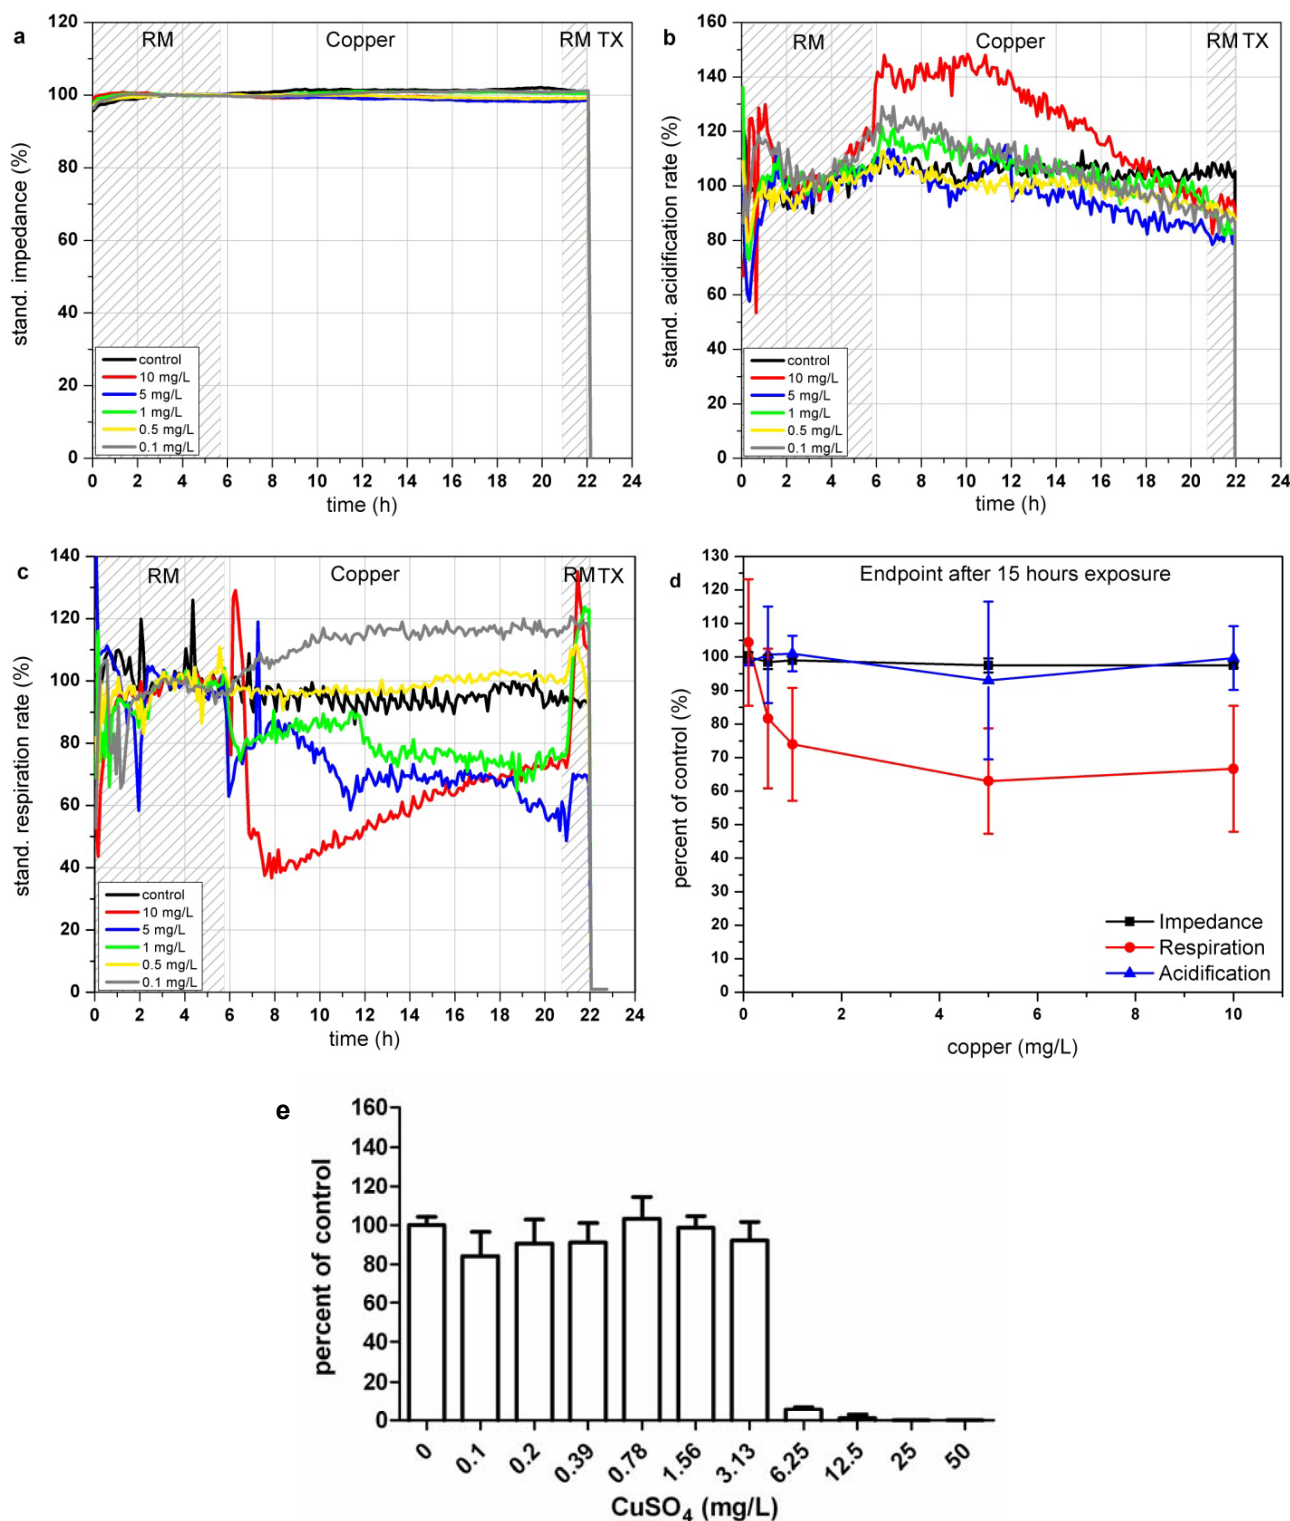 a
RM
Copper
RM TX
stand. impedance (%)
120
100
80
60
40
20
0
control
10 mg/L
5 mg/L
1 mg/L
0.5 mg/L
0.1 mg/L
0 2 4 6 8 10 12 14 16 18 20 22 24
time (h)
b
RM
Copper
RM TX
stand. acidification rate (%)
160
140
120
100
80
60
40
20
0
control
10 mg/L
5 mg/L
1 mg/L
0.5 mg/L
0.1 mg/L
0 2 4 6 8 10 12 14 16 18 20 22 24
time (h)
c
RM
Copper
RM TX
stand. respiration rate (%)
140
120
100
80
60
40
20
0
control
10 mg/L
5 mg/L
1 mg/L
0.5 mg/L
0.1 mg/L
0 2 4 6 8 10 12 14 16 18 20 22 24
time (h)
d
Endpoint after 15 hours exposure
percent of control (%)
130
120
110
100
90
80
70
60
50
40
30
20
10
0
Impedance
Respiration
Acidification
0 2 4 6 8 10
copper (mg/L)
e
percent of control
160
140
120
100
80
60
40
20
0
0 0.1 0.2 0.39 0.78 1.56 3.13 6.25 12.5 25 50
CuSO₄ (mg/L)